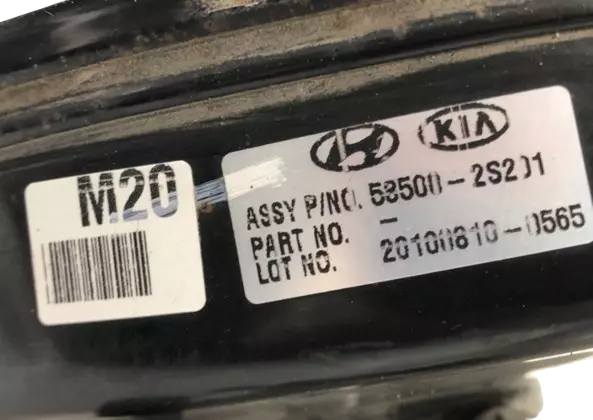 M20
KIA
ASSY P/NO. 58500-2S201
PART NO. -
LOT NO. 20100810-0565